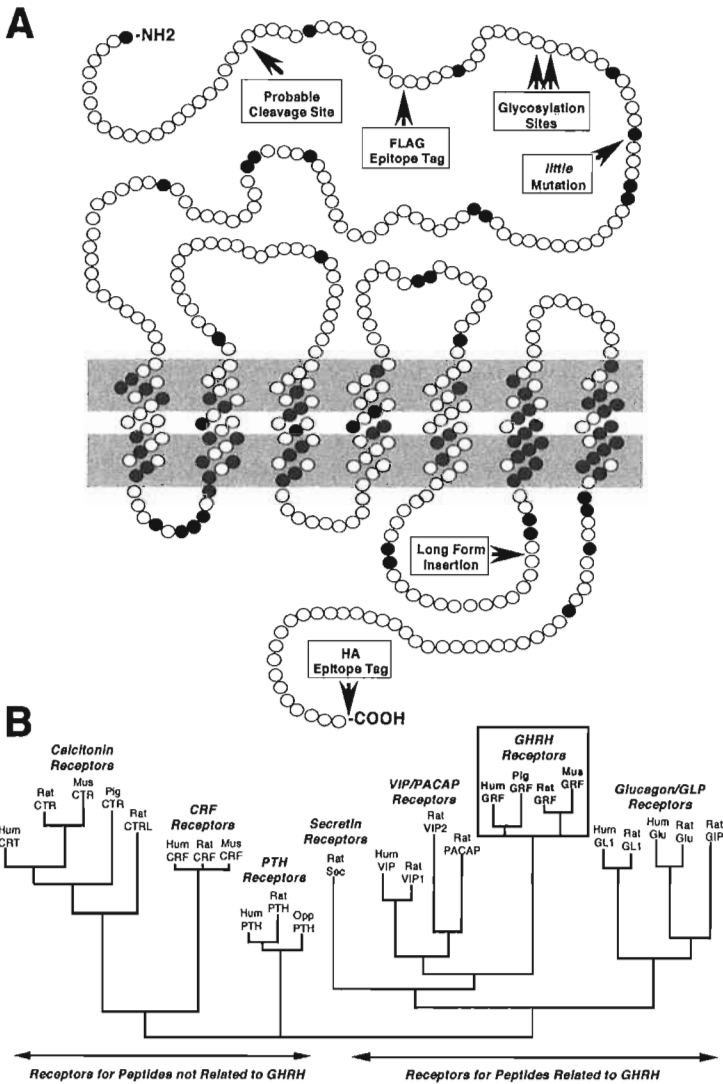 A
-NH2
Probable
Cleavage Site
FLAG
Epitope Tag
Glycosylation
Sites
little
Mutation
Long Form
Insertion
HA
Epitope Tag
-COOH
B
Calcitonin
Receptors
Hum
CRT
Rat
CTR
Mus
CTR
Pig
CTR
Rat
CTRL
CRF
Receptors
Hum
CRF
Rat
CRF
Mus
CRF
PTH
Receptors
Hum
PTH
Rat
PTH
Opp
PTH
Secretin
Receptors
Rat
Sec
VIP/PACAP
Receptors
Hum
VIP
Rat
VIP1
Rat
VIP2
Rat
PACAP
GHRH
Receptors
Hum
GRF
Pig
GRF
Rat
GRF
Mus
GRF
Glucagon/GLP
Receptors
Hum
GL1
Rat
GL1
Hum
Glu
Rat
Glu
Rat
GIP
Receptors for Peptides not Related to GHRH
Receptors for Peptides Related to GHRH